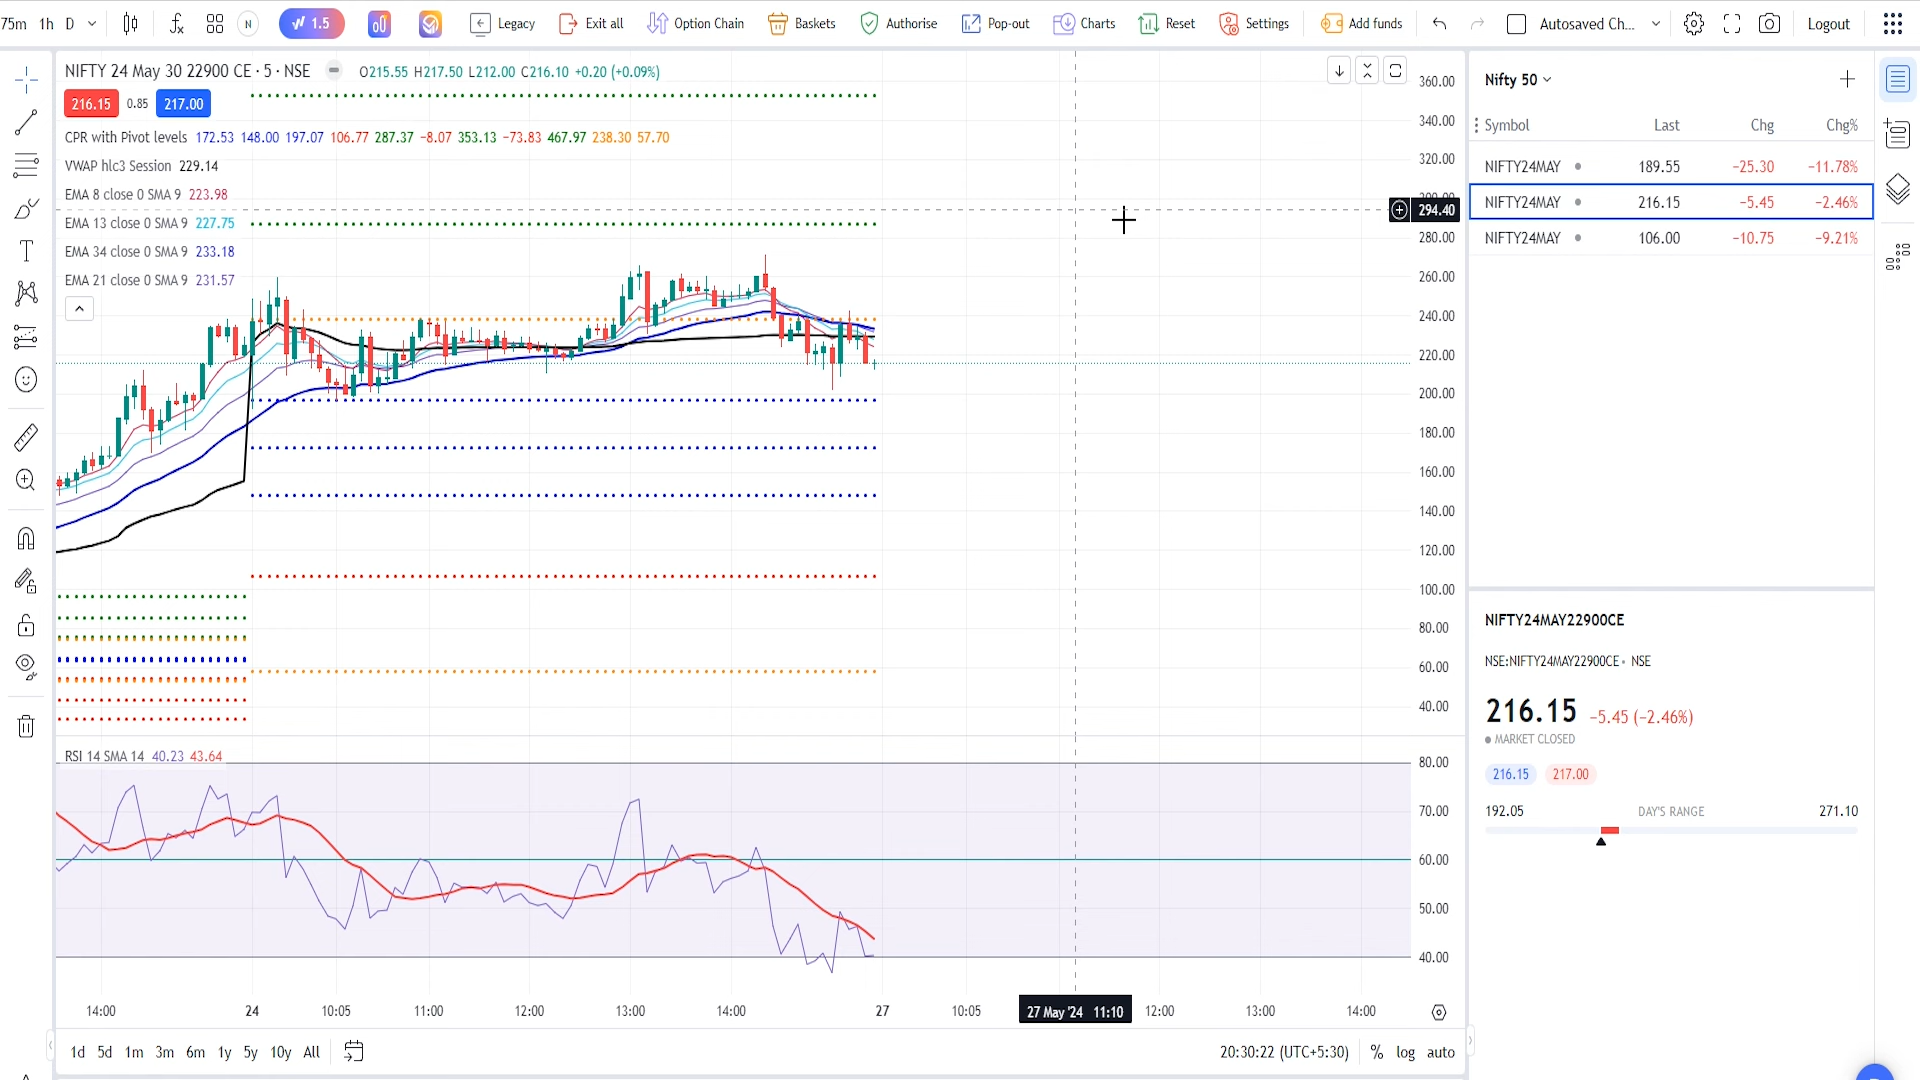 75m 1h D N 1.5 Legacy Exit all Option Chain Baskets Authorise Pop-out Charts Reset Settings Add funds Autosaved Ch... Logout
NIFTY 24 May 30 22900 CE · 5 · NSE O215.55 H217.50 L212.00 C216.10 +0.20 (+0.09%)
216.15 0.85 217.00
CPR with Pivot levels 172.53 148.00 197.07 106.77 287.37 −8.07 353.13 −73.83 467.97 238.30 57.70
VWAP hlc3 Session 229.14
EMA 8 close 0 SMA 9 223.98
EMA 13 close 0 SMA 9 227.75
EMA 34 close 0 SMA 9 233.18
EMA 21 close 0 SMA 9 231.57
360.00
340.00
320.00
294.40
280.00
260.00
240.00
220.00
200.00
180.00
160.00
140.00
120.00
100.00
80.00
60.00
40.00
RSI 14 SMA 14 40.23 43.64
80.00
70.00
60.00
50.00
40.00
14:00 24 10:05 11:00 12:00 13:00 14:00 27 10:05 27 May '24 11:10 12:00 13:00 14:00
1d 5d 1m 3m 6m 1y 5y 10y All 20:30:22 (UTC+5:30) % log auto
Nifty 50
Symbol Last Chg Chg%
NIFTY24MAY 189.55 −25.30 −11.78%
NIFTY24MAY 216.15 −5.45 −2.46%
NIFTY24MAY 106.00 −10.75 −9.21%
NIFTY24MAY22900CE
NSE:NIFTY24MAY22900CE • NSE
216.15 −5.45 (−2.46%)
MARKET CLOSED
216.15 217.00
192.05 DAY'S RANGE 271.10